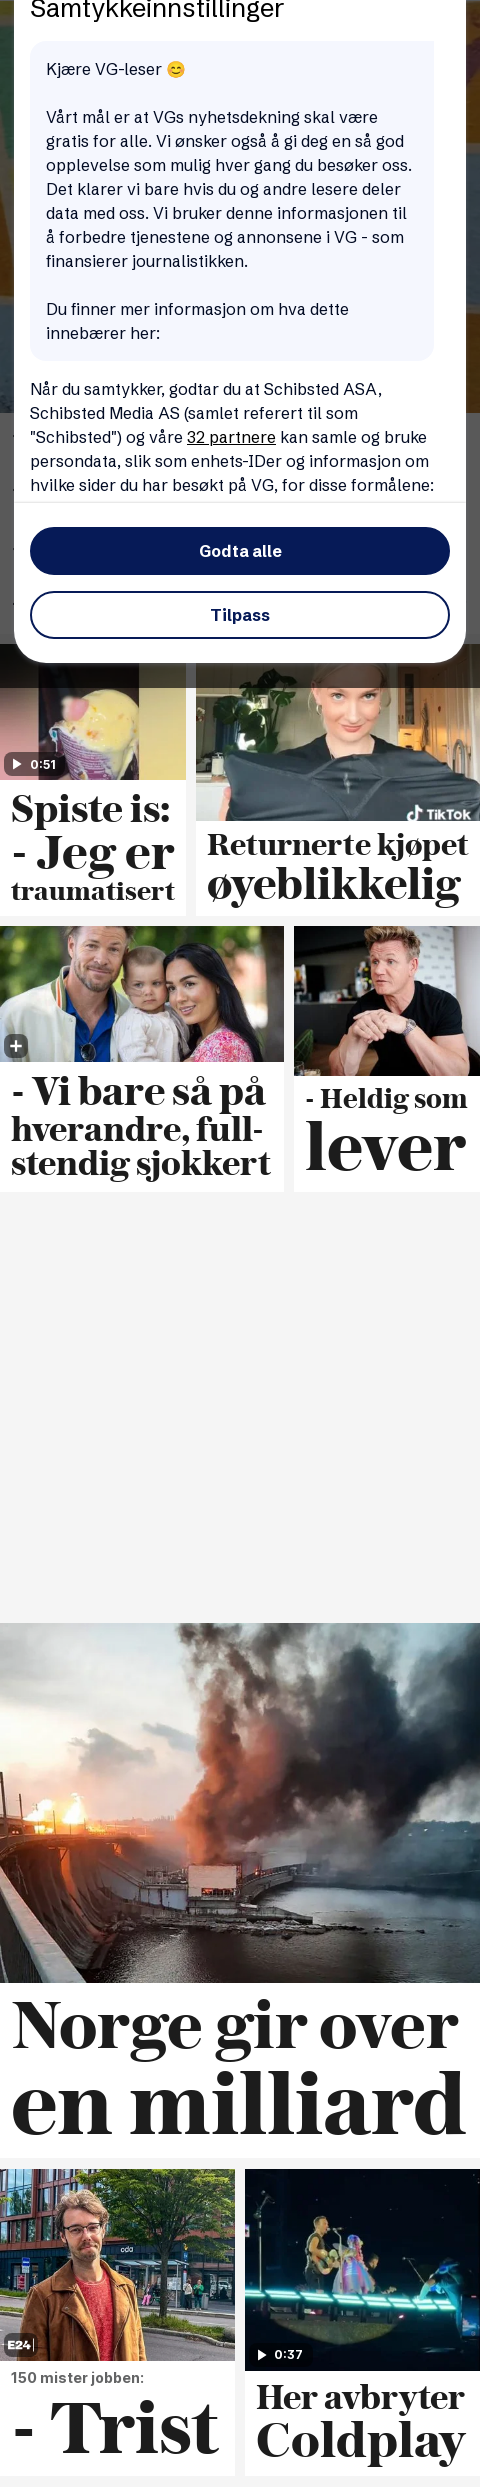 Samtykkeinnstillinger
Kjære VG-leser 😊
Vårt mål er at VGs nyhetsdekning skal være
gratis for alle. Vi ønsker også å gi deg en så god
opplevelse som mulig hver gang du besøker oss.
Det klarer vi bare hvis du og andre lesere deler
data med oss. Vi bruker denne informasjonen til
å forbedre tjenestene og annonsene i VG - som
finansierer journalistikken.
Du finner mer informasjon om hva dette
innebærer her:
Når du samtykker, godtar du at Schibsted ASA,
Schibsted Media AS (samlet referert til som
"Schibsted") og våre 32 partnere kan samle og bruke
persondata, slik som enhets-IDer og informasjon om
hvilke sider du har besøkt på VG, for disse formålene:
Godta alle
Tilpass
0:51
Spiste is:
- Jeg er
traumatisert
TikTok
Returnerte kjøpet
øyeblikkelig
- Vi bare så på
hverandre, full-
stendig sjokkert
- Heldig som
lever
Norge gir over
en milliard
oda
E24
150 mister jobben:
- Trist
0:37
Her avbryter
Coldplay